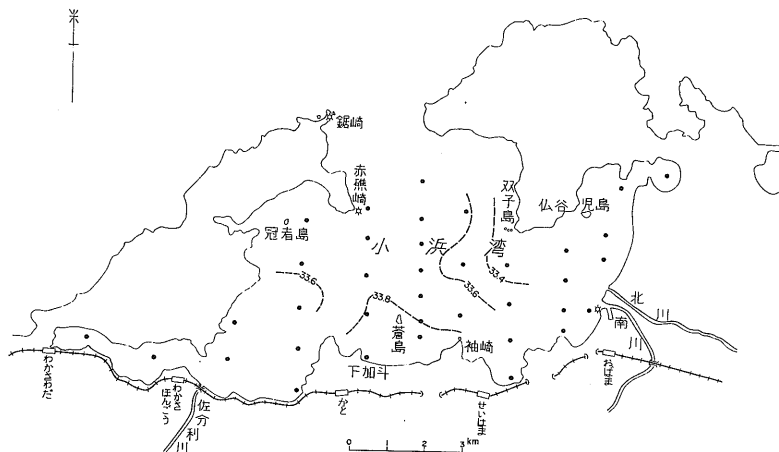 鋸崎
赤礁崎
双子島
仏谷
児島
冠者島
小浜湾
33.6
33.8
33.6
33.4
蒼島
袖崎
北川
南川
下加斗
わかさわだ
わかさほんごう
佐分利川
かと
せいはま
おばま
0 1 2 3 km